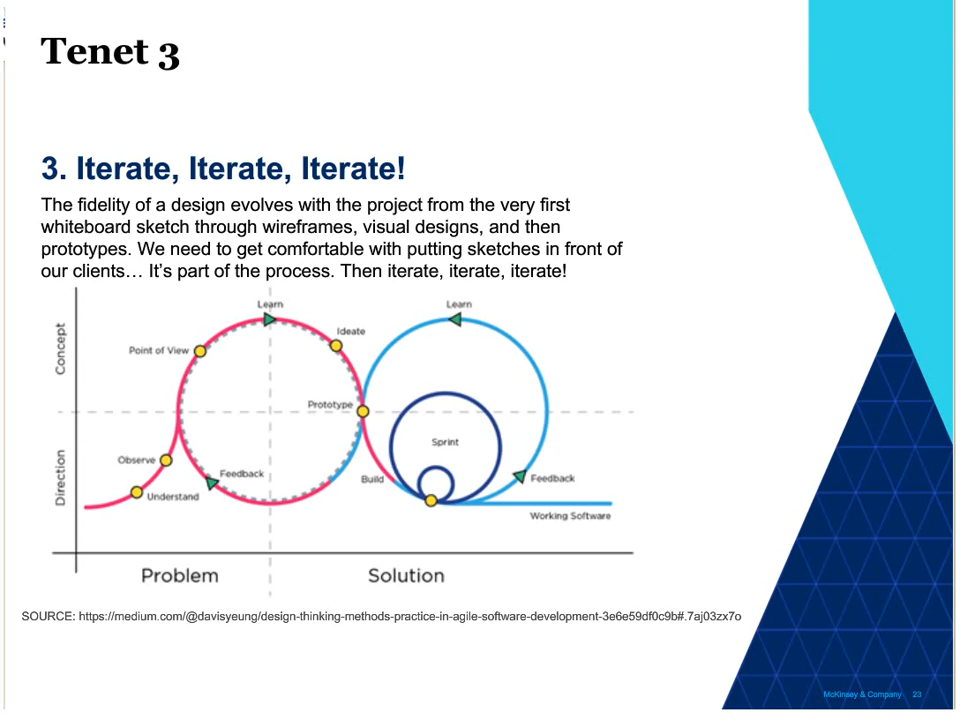 Tenet 3
3. Iterate, Iterate, Iterate!
The fidelity of a design evolves with the project from the very first
whiteboard sketch through wireframes, visual designs, and then
prototypes. We need to get comfortable with putting sketches in front of
our clients… It’s part of the process. Then iterate, iterate, iterate!
Concept
Direction
Learn
Ideate
Point of View
Prototype
Observe
Feedback
Understand
Learn
Sprint
Build
Feedback
Working Software
Problem
Solution
SOURCE: https://medium.com/@davisyeung/design-thinking-methods-practice-in-agile-software-development-3e6e59df0c9b#.7aj03zx7o
McKinsey & Company 23